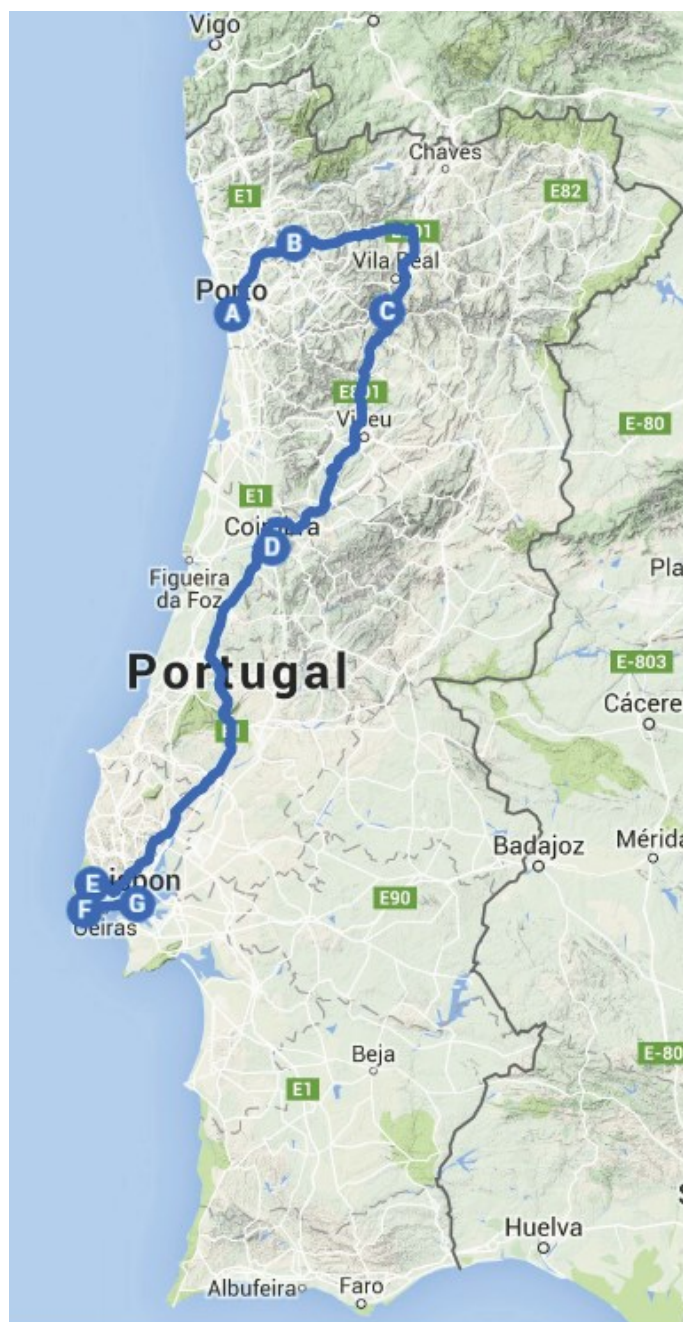 Vigo
Chaves
E1
E82
B
E801
Vila Real
Porto
A
C
E801
E-80
Viseu
E1
Coimbra
D
Figueira
da Foz
Pla
Portugal
E-803
Cácere
E1
Badajoz
Mérida
E
Lisbon
E90
F
G
Oeiras
Beja
E-80
E1
S
Huelva
Albufeira
Faro